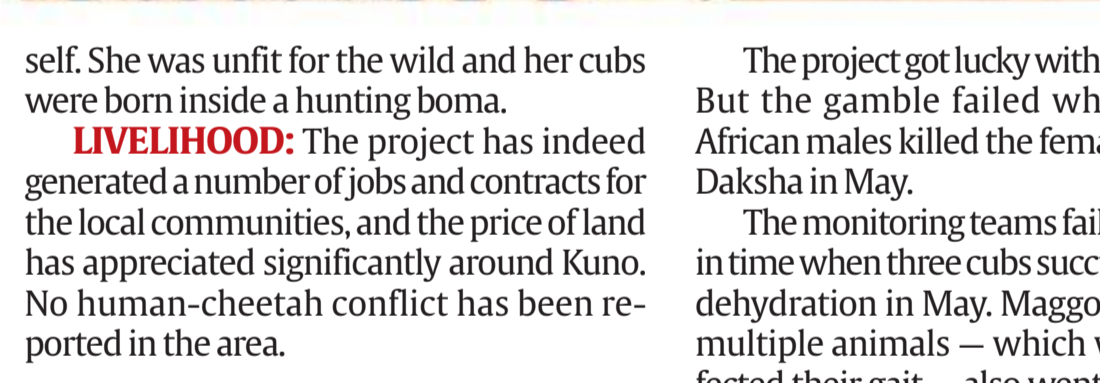 self. She was unfit for the wild and her cubs
were born inside a hunting boma.
LIVELIHOOD: The project has indeed
generated a number of jobs and contracts for
the local communities, and the price of land
has appreciated significantly around Kuno.
No human-cheetah conflict has been re-
ported in the area.
The project got lucky with
But the gamble failed wh
African males killed the fema
Daksha in May.
The monitoring teams fail
in time when three cubs succ
dehydration in May. Maggo
multiple animals — which